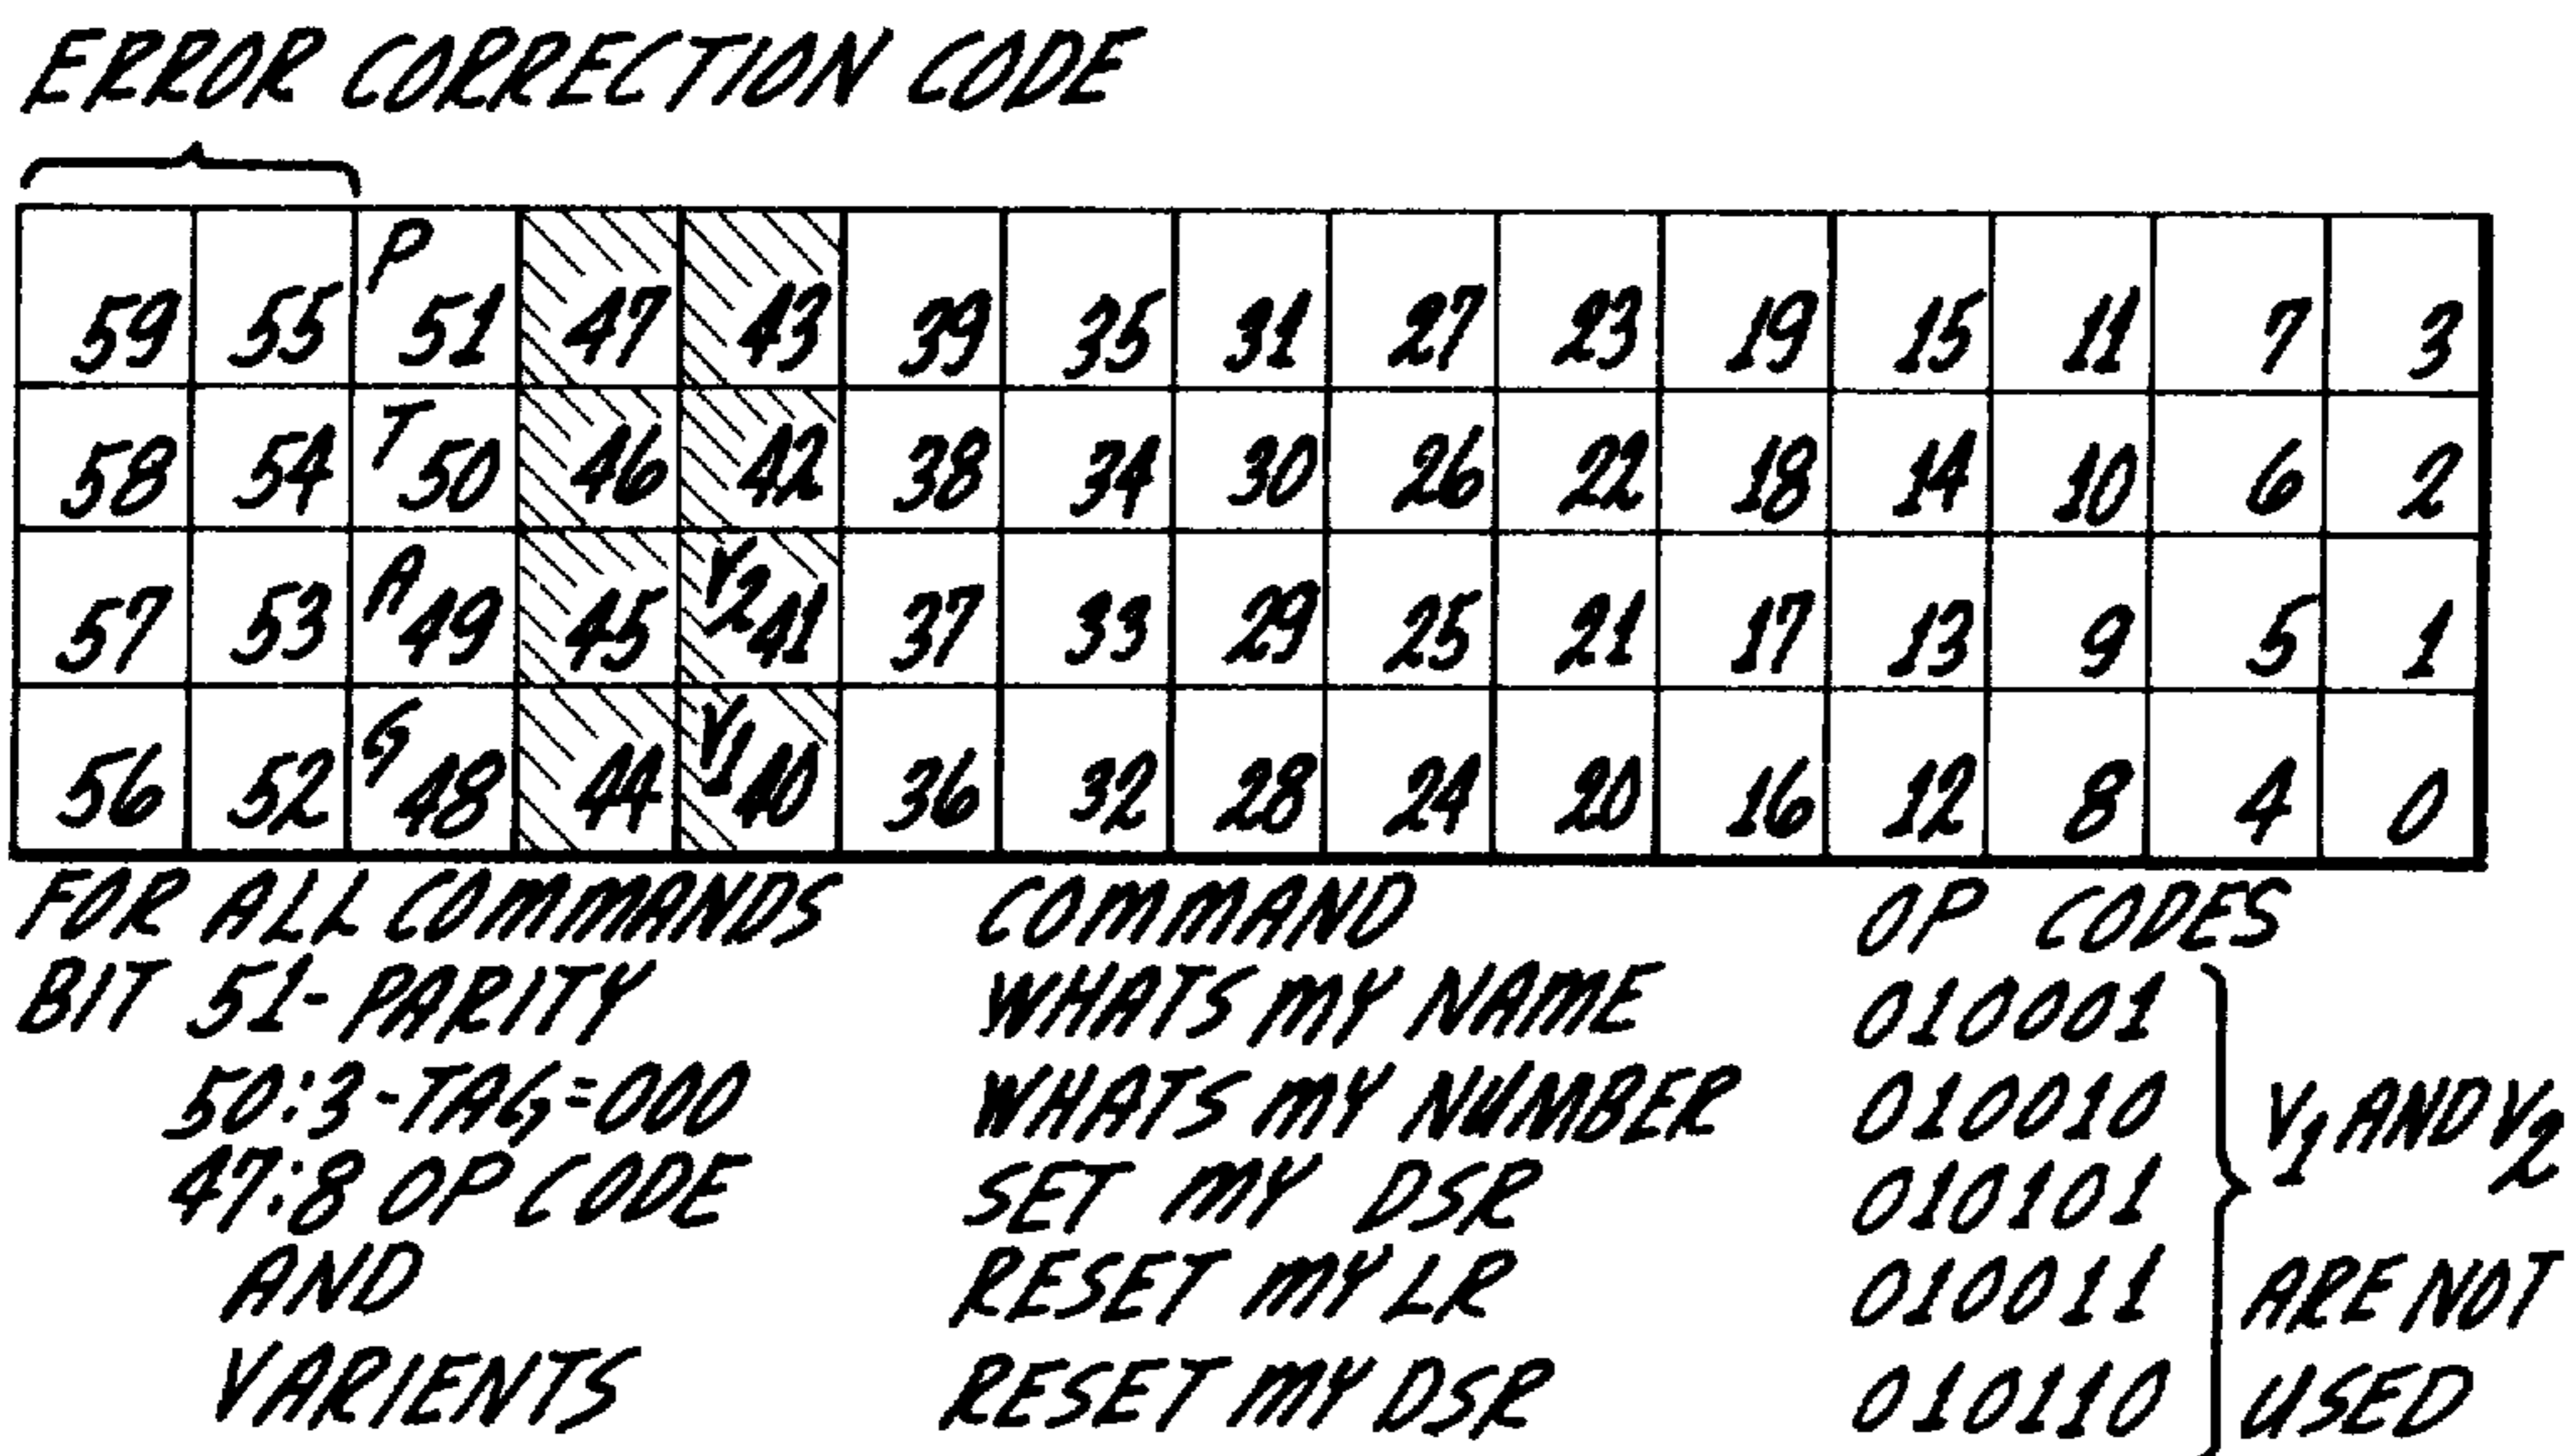 ERROR CORRECTION CODE
59 55 P 51 47 43 39 35 31 27 23 19 15 11 7 3
58 54 T 50 46 42 38 34 30 26 22 18 14 10 6 2
57 53 A 49 45 V2 41 37 33 29 25 21 17 13 9 5 1
56 52 G 48 44 V1 40 36 32 28 24 20 16 12 8 4 0
FOR ALL COMMANDS COMMAND OP CODES
BIT 51-PARITY WHATS MY NAME 010001
50:3-TAG=000 WHATS MY NUMBER 010010 V1 AND V2
47:8 OP CODE SET MY DSR 010101
AND RESET MY LR 010011 ARE NOT
VARIENTS RESET MY DSR 010110 USED